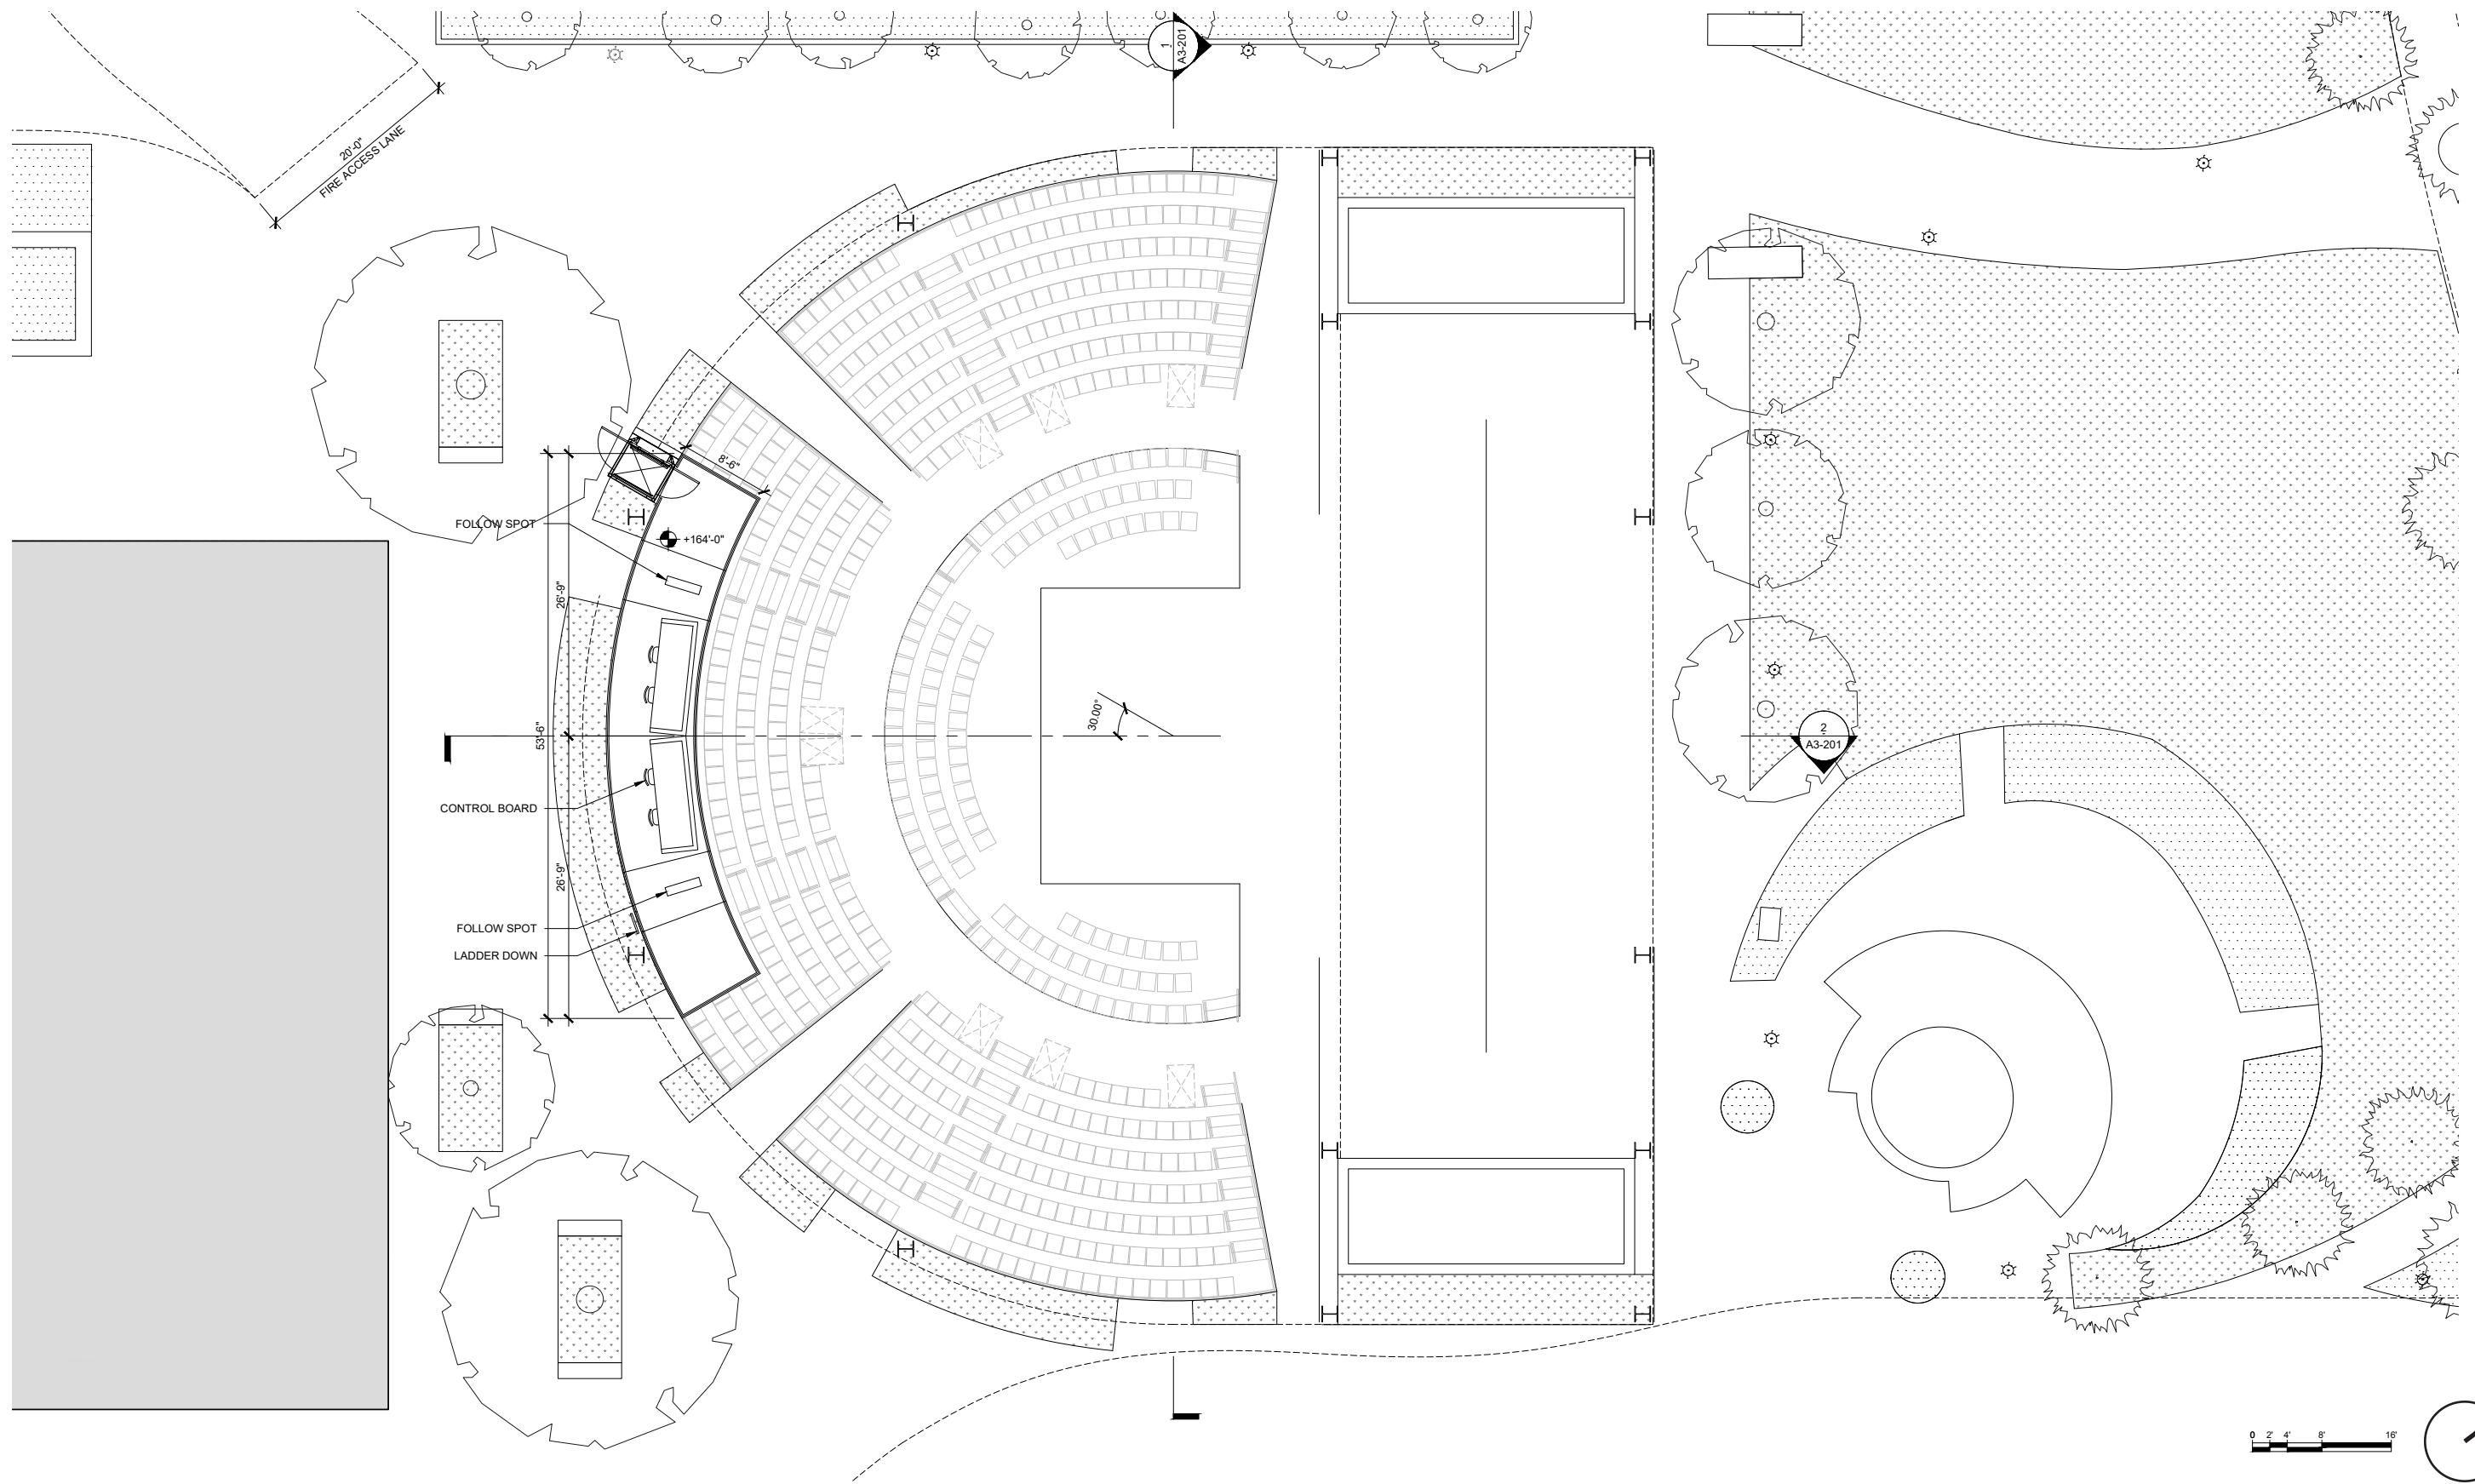 1
A3-201
20'-0"
FIRE ACCESS LANE
8'-6"
FOLLOW SPOT
+164'-0"
26'-9"
53'-6"
30.00°
2
A3-201
CONTROL BOARD
26'-9"
FOLLOW SPOT
LADDER DOWN
0 2' 4' 8' 16'